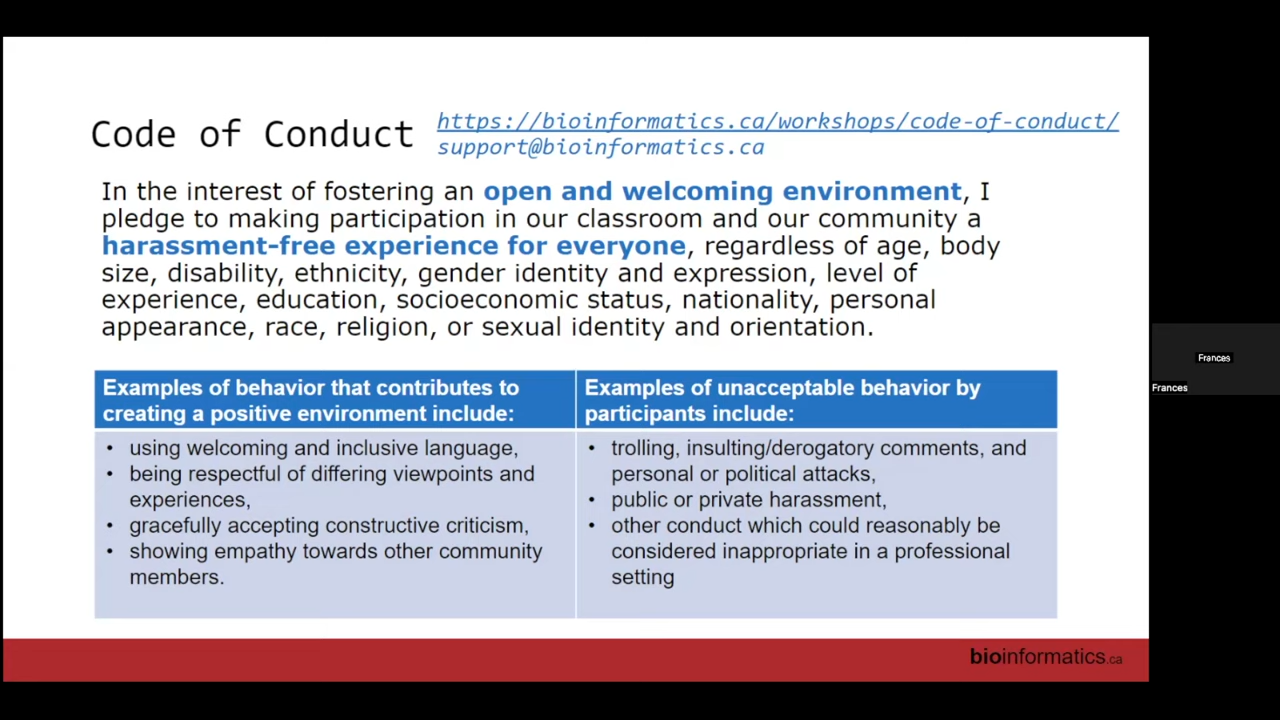 Code of Conduct
https://bioinformatics.ca/workshops/code-of-conduct/
support@bioinformatics.ca
In the interest of fostering an open and welcoming environment, I
pledge to making participation in our classroom and our community a
harassment-free experience for everyone, regardless of age, body
size, disability, ethnicity, gender identity and expression, level of
experience, education, socioeconomic status, nationality, personal
appearance, race, religion, or sexual identity and orientation.
Examples of behavior that contributes to
creating a positive environment include:
• using welcoming and inclusive language,
• being respectful of differing viewpoints and
experiences,
• gracefully accepting constructive criticism,
• showing empathy towards other community
members.
Examples of unacceptable behavior by
participants include:
• trolling, insulting/derogatory comments, and
personal or political attacks,
• public or private harassment,
• other conduct which could reasonably be
considered inappropriate in a professional
setting
bioinformatics.ca
Frances
Frances